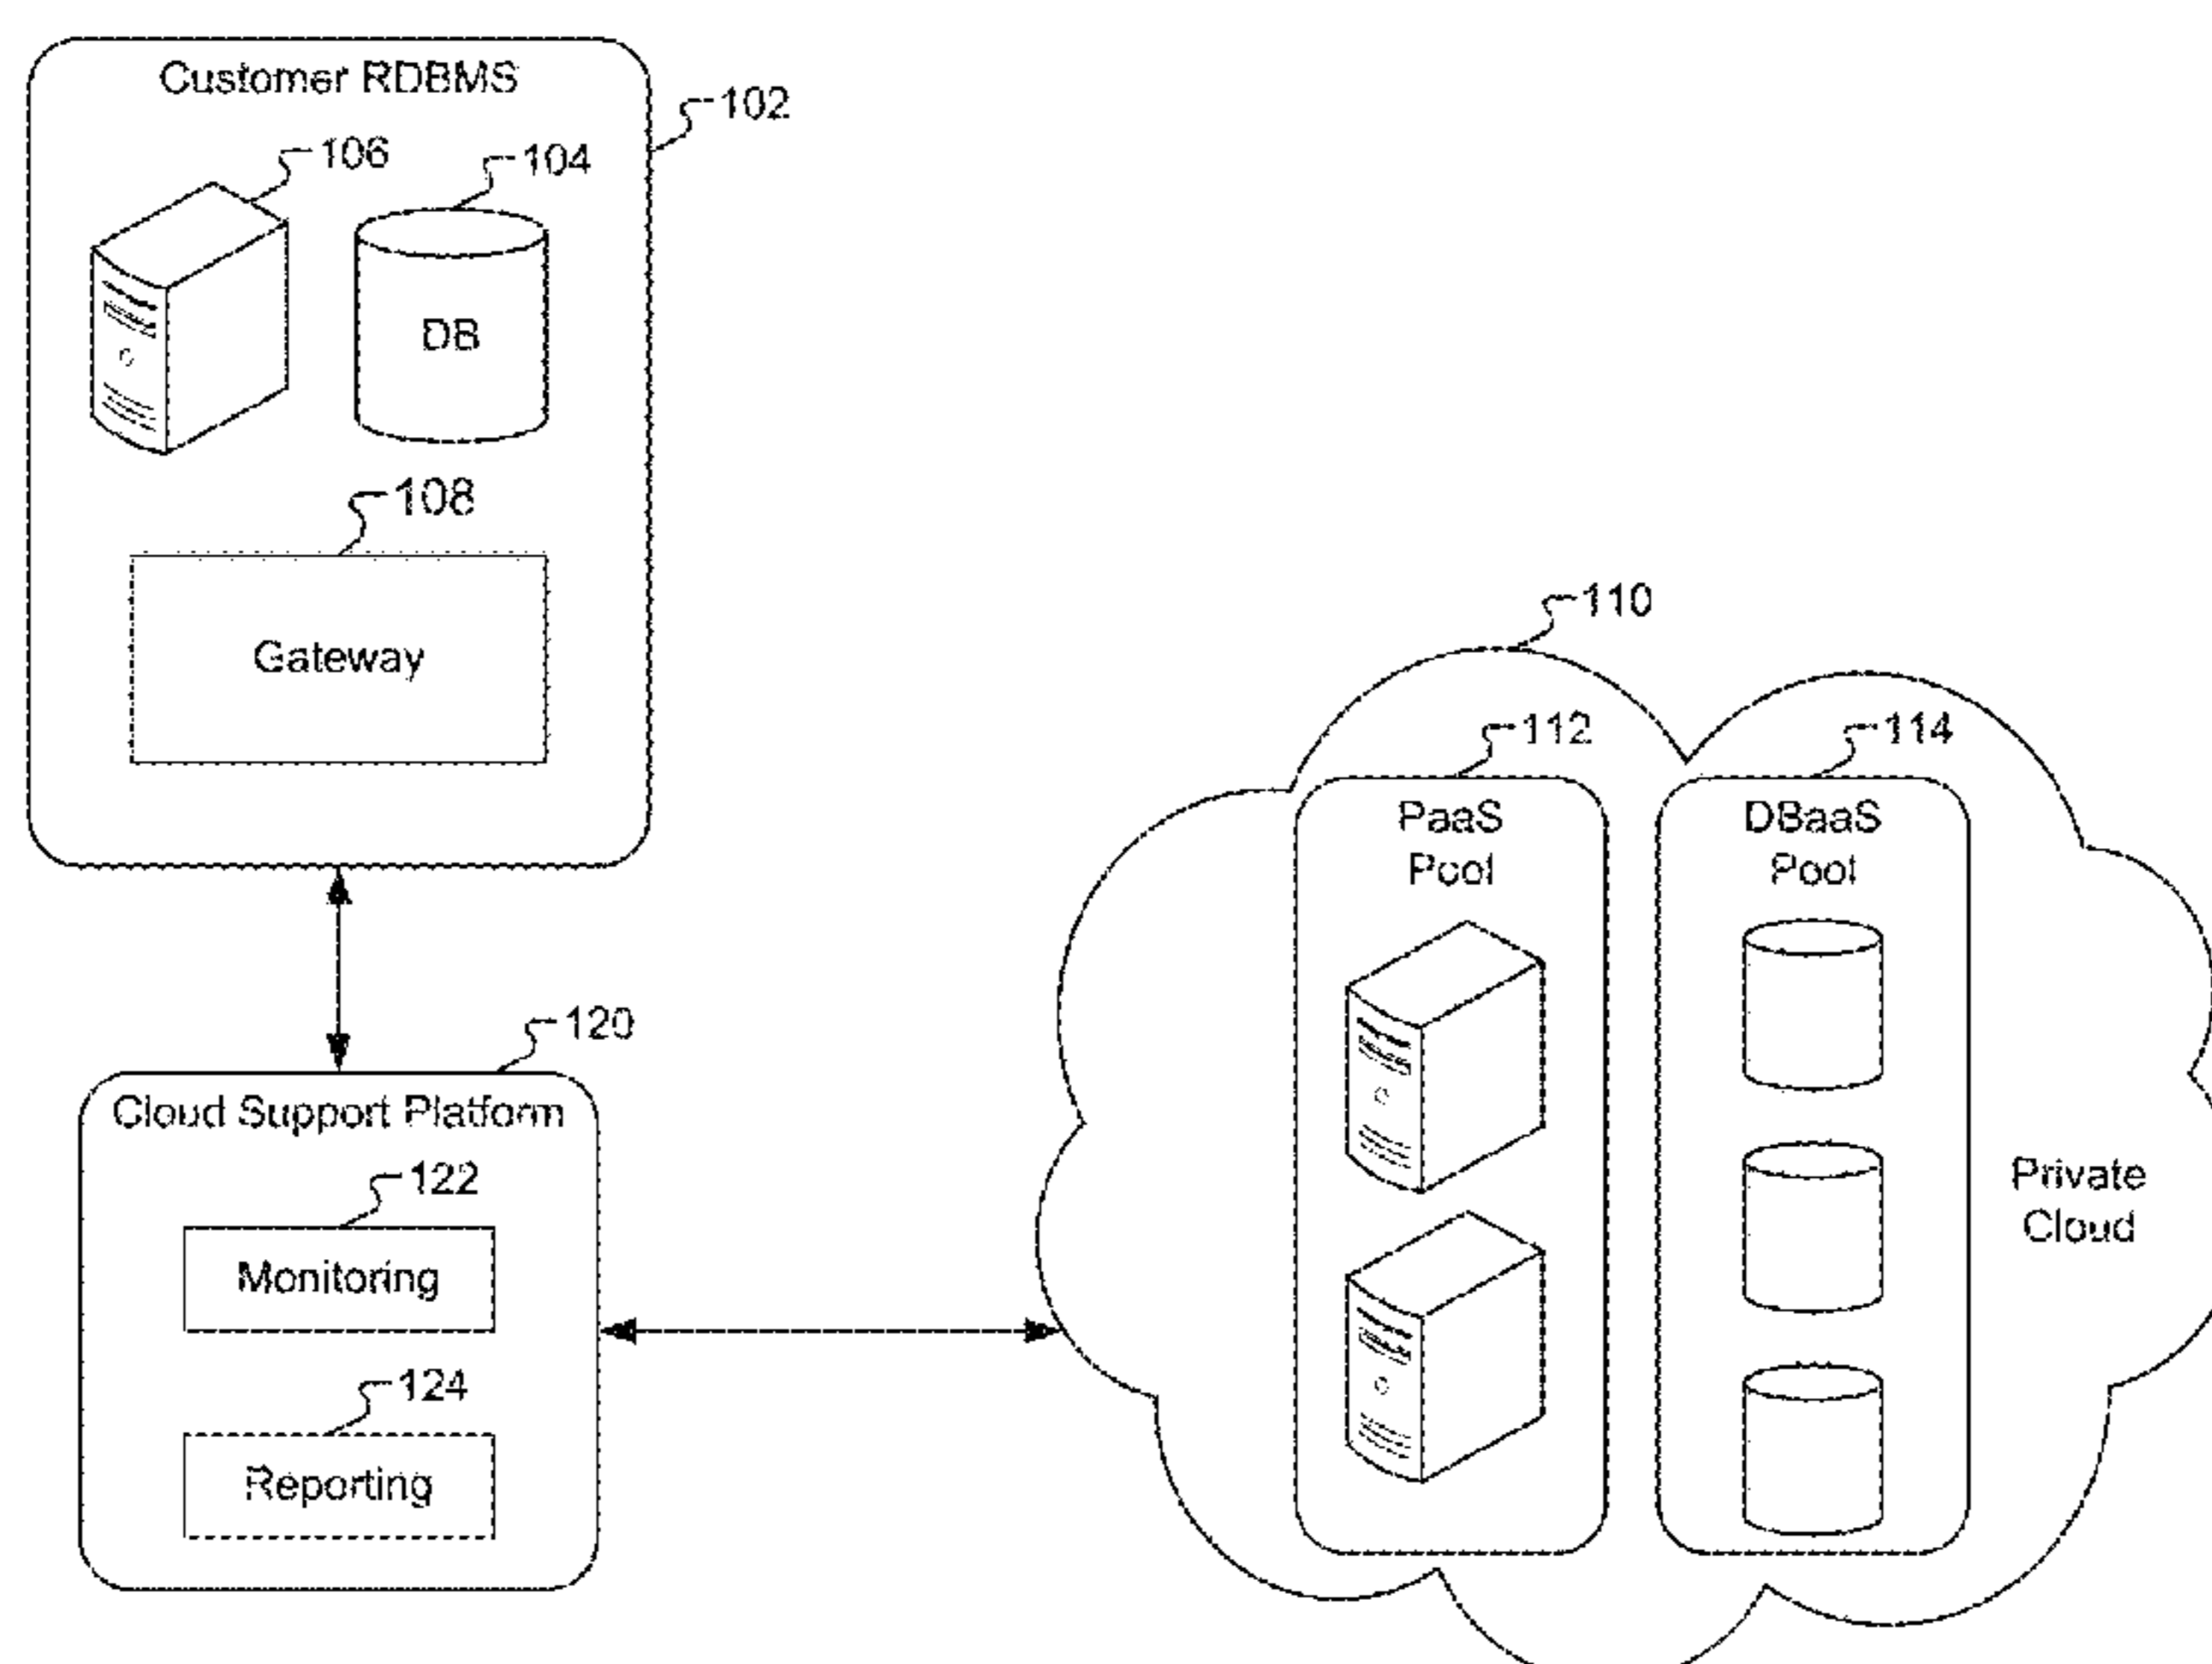 Customer RDBMS
102
106
104
DB
108
Gateway
110
112
114
PaaS
Pool
DBaaS
Pool
Private
Cloud
120
Cloud Support Platform
122
Monitoring
124
Reporting